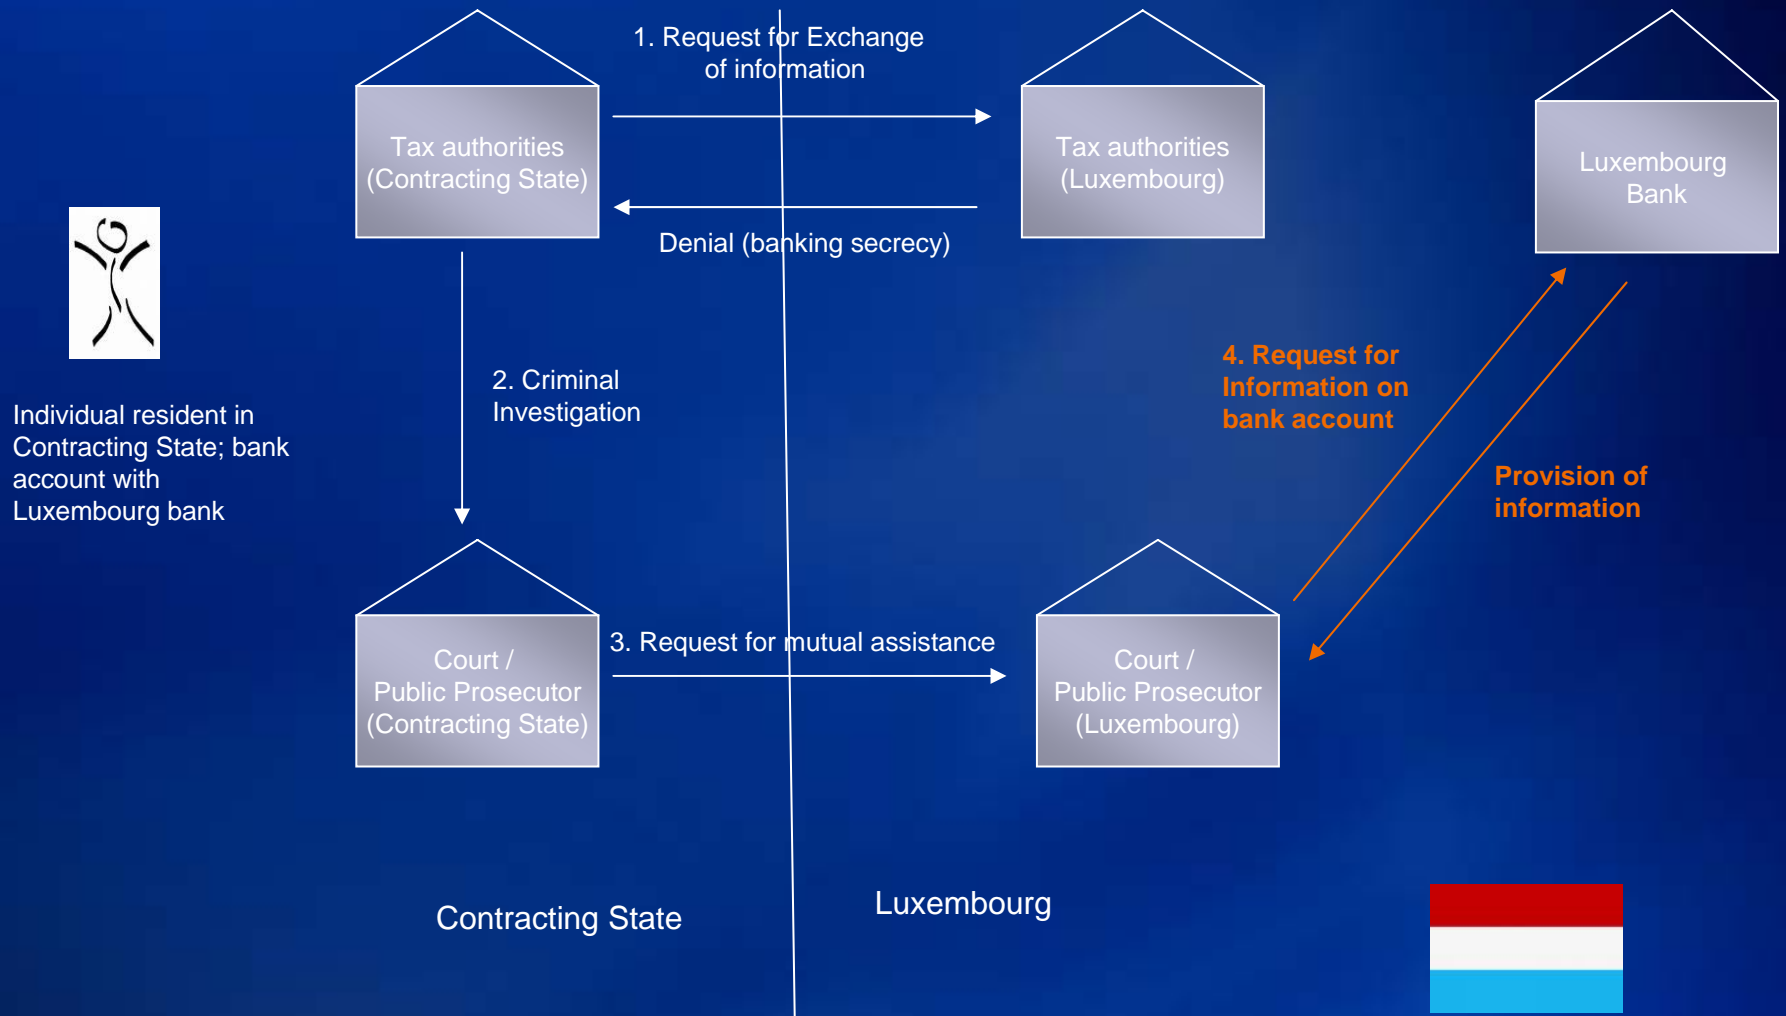 1. Request for Exchange
of information
Tax authorities
(Contracting State)
Tax authorities
(Luxembourg)
Luxembourg
Bank
Denial (banking secrecy)
2. Criminal
Investigation
4. Request for
Information on
bank account
Individual resident in
Contracting State; bank
account with
Luxembourg bank
Provision of
information
3. Request for mutual assistance
Court /
Public Prosecutor
(Contracting State)
Court /
Public Prosecutor
(Luxembourg)
Contracting State
Luxembourg